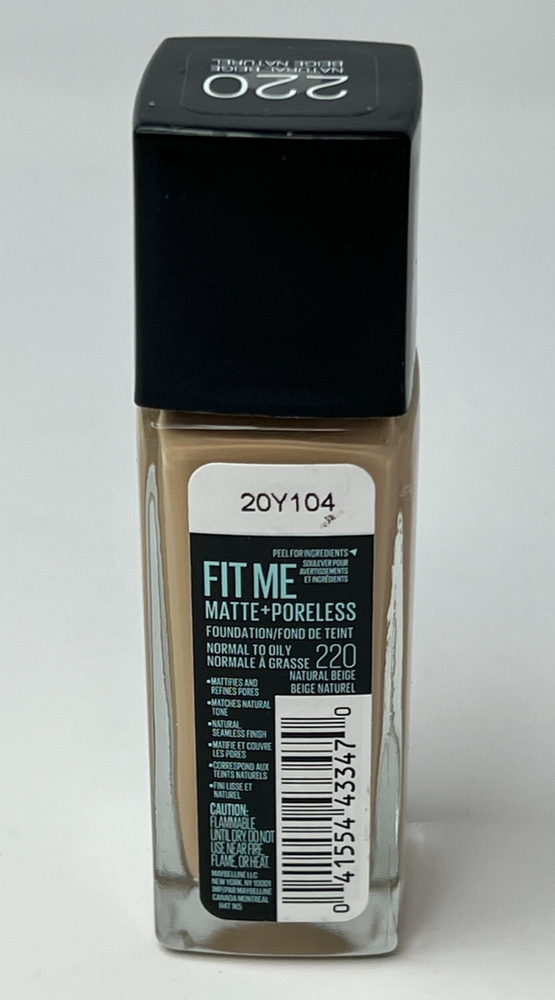 220
NATURAL BEIGE
BEIGE NATUREL
20Y104
PEEL FOR INGREDIENTS
SOULEVER POUR
AVERTISSEMENTS
ET INGRÉDIENTS
FIT ME
MATTE+PORELESS
FOUNDATION/FOND DE TEINT
NORMAL TO OILY
NORMALE À GRASSE 220
NATURAL BEIGE
BEIGE NATUREL
•MATTIFIES AND
REFINES PORES
•MATCHES NATURAL
TONE
•NATURAL,
SEAMLESS FINISH
•MATIFIE ET COUVRE
LES PORES
•CORRESPOND AUX
TEINTS NATURELS
•FINI LISSE ET
NATUREL
CAUTION:
FLAMMABLE
UNTIL DRY. DO NOT
USE NEAR FIRE,
FLAME, OR HEAT.
MAYBELLINE LLC
NEW YORK, NY 10001
IMP/PAR MAYBELLINE
CANADA MONTREAL
H4T 1K5
0 41554 43347 0